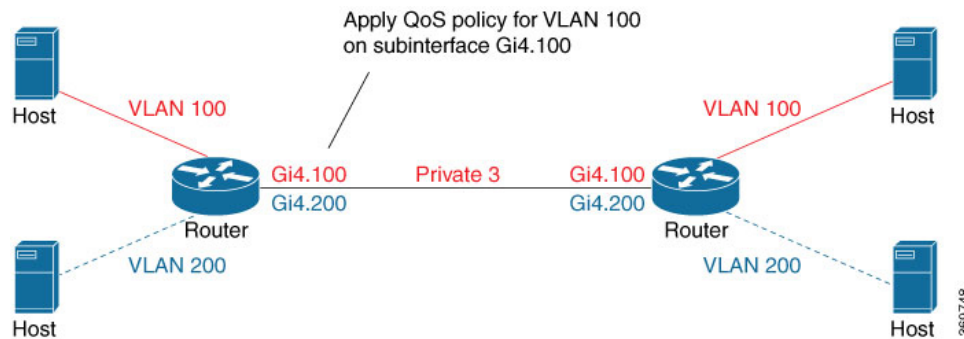 Apply QoS policy for VLAN 100
on subinterface Gi4.100
Host
VLAN 100
VLAN 100
Host
Gi4.100
Private 3
Gi4.100
Gi4.200
Gi4.200
Router
Router
VLAN 200
VLAN 200
Host
Host
360748